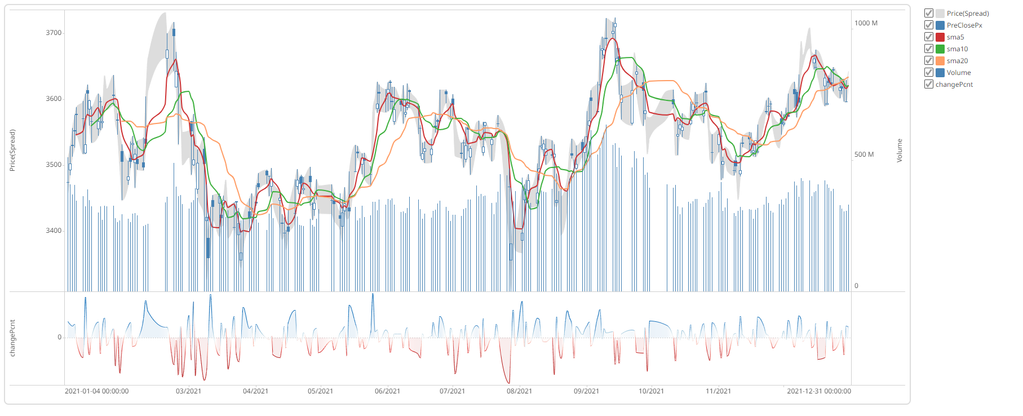 Price(Spread)
3700
3600
3500
3400
1000 M
500 M
0
Volume
changePcnt
0
2021-01-04 00:00:00
03/2021
04/2021
05/2021
06/2021
07/2021
08/2021
09/2021
10/2021
11/2021
2021-12-31 00:00:00
Price(Spread)
PreClosePx
sma5
sma10
sma20
Volume
changePcnt